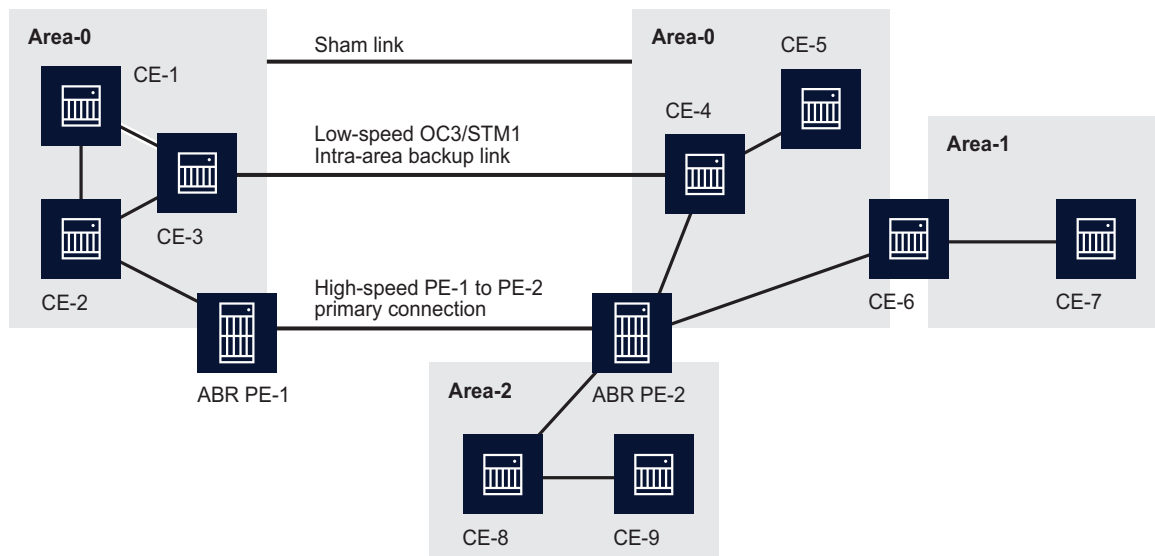 Area-0
Sham link
Area-0
CE-5
CE-1
CE-4
Low-speed OC3/STM1
Intra-area backup link
Area-1
CE-3
CE-2
High-speed PE-1 to PE-2
primary connection
CE-6
CE-7
ABR PE-1
Area-2
ABR PE-2
CE-8
CE-9